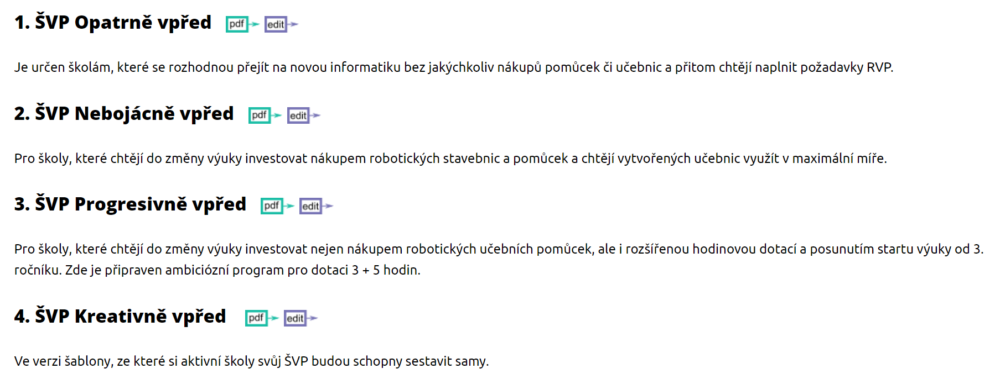 1. ŠVP Opatrně vpřed pdf edit
Je určen školám, které se rozhodnou přejít na novou informatiku bez jakýchkoliv nákupů pomůcek či učebnic a přitom chtějí naplnit požadavky RVP.
2. ŠVP Nebojácně vpřed pdf edit
Pro školy, které chtějí do změny výuky investovat nákupem robotických stavebnic a pomůcek a chtějí vytvořených učebnic využít v maximální míře.
3. ŠVP Progresivně vpřed pdf edit
Pro školy, které chtějí do změny výuky investovat nejen nákupem robotických učebních pomůcek, ale i rozšířenou hodinovou dotací a posunutím startu výuky od 3.
ročníku. Zde je připraven ambiciózní program pro dotaci 3 + 5 hodin.
4. ŠVP Kreativně vpřed pdf edit
Ve verzi šablony, ze které si aktivní školy svůj ŠVP budou schopny sestavit samy.